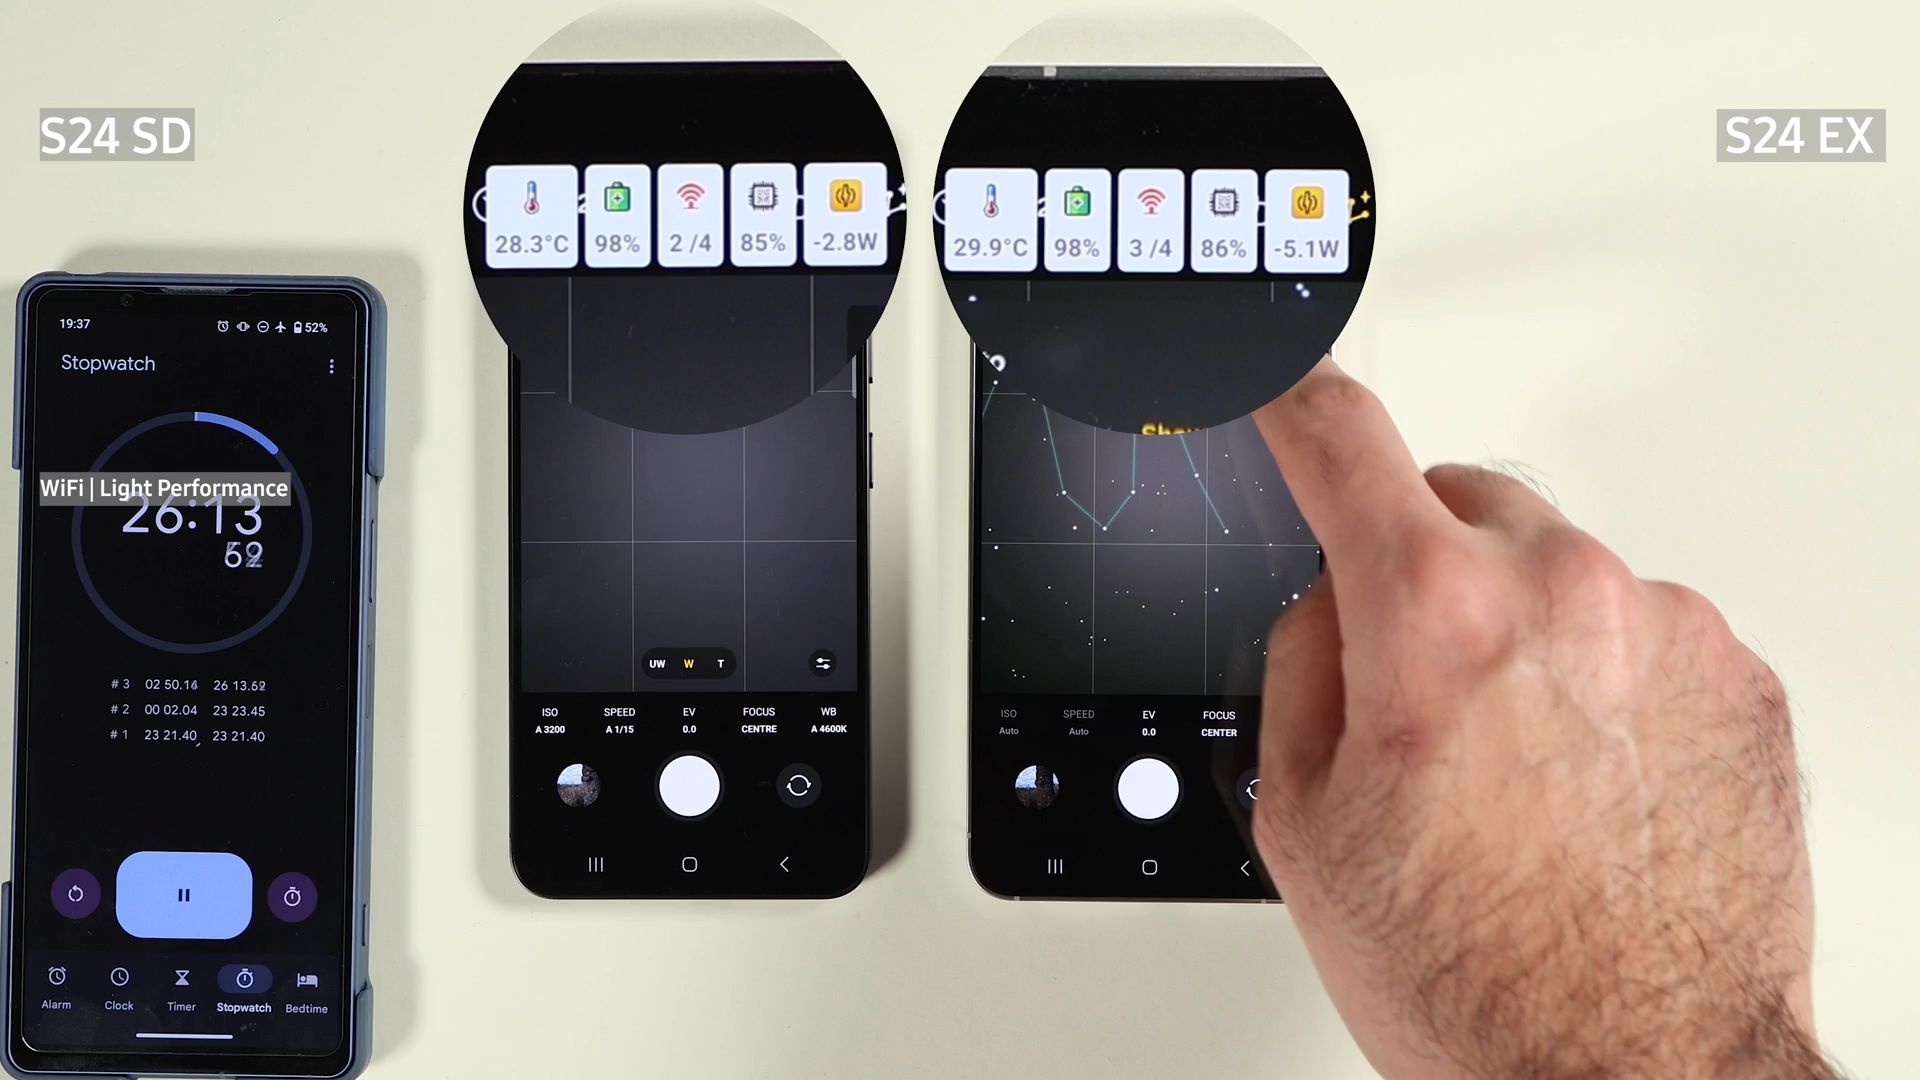 S24 SD
S24 EX
28.3°C
98%
2 /4
85%
-2.8W
29.9°C
98%
3 /4
86%
-5.1W
19:37
52%
Stopwatch
WiFi | Light Performance
26:13
# 3 02 50.14 26 13.
# 2 00 02.04 23 23.45
# 1 23 21.40 23 21.40
Alarm
Clock
Timer
Stopwatch
Bedtime
UW W T
ISO SPEED EV FOCUS WB
A 3200 A 1/15 0.0 CENTRE A 4600K
ISO SPEED EV FOCUS
Auto Auto 0.0 CENTER